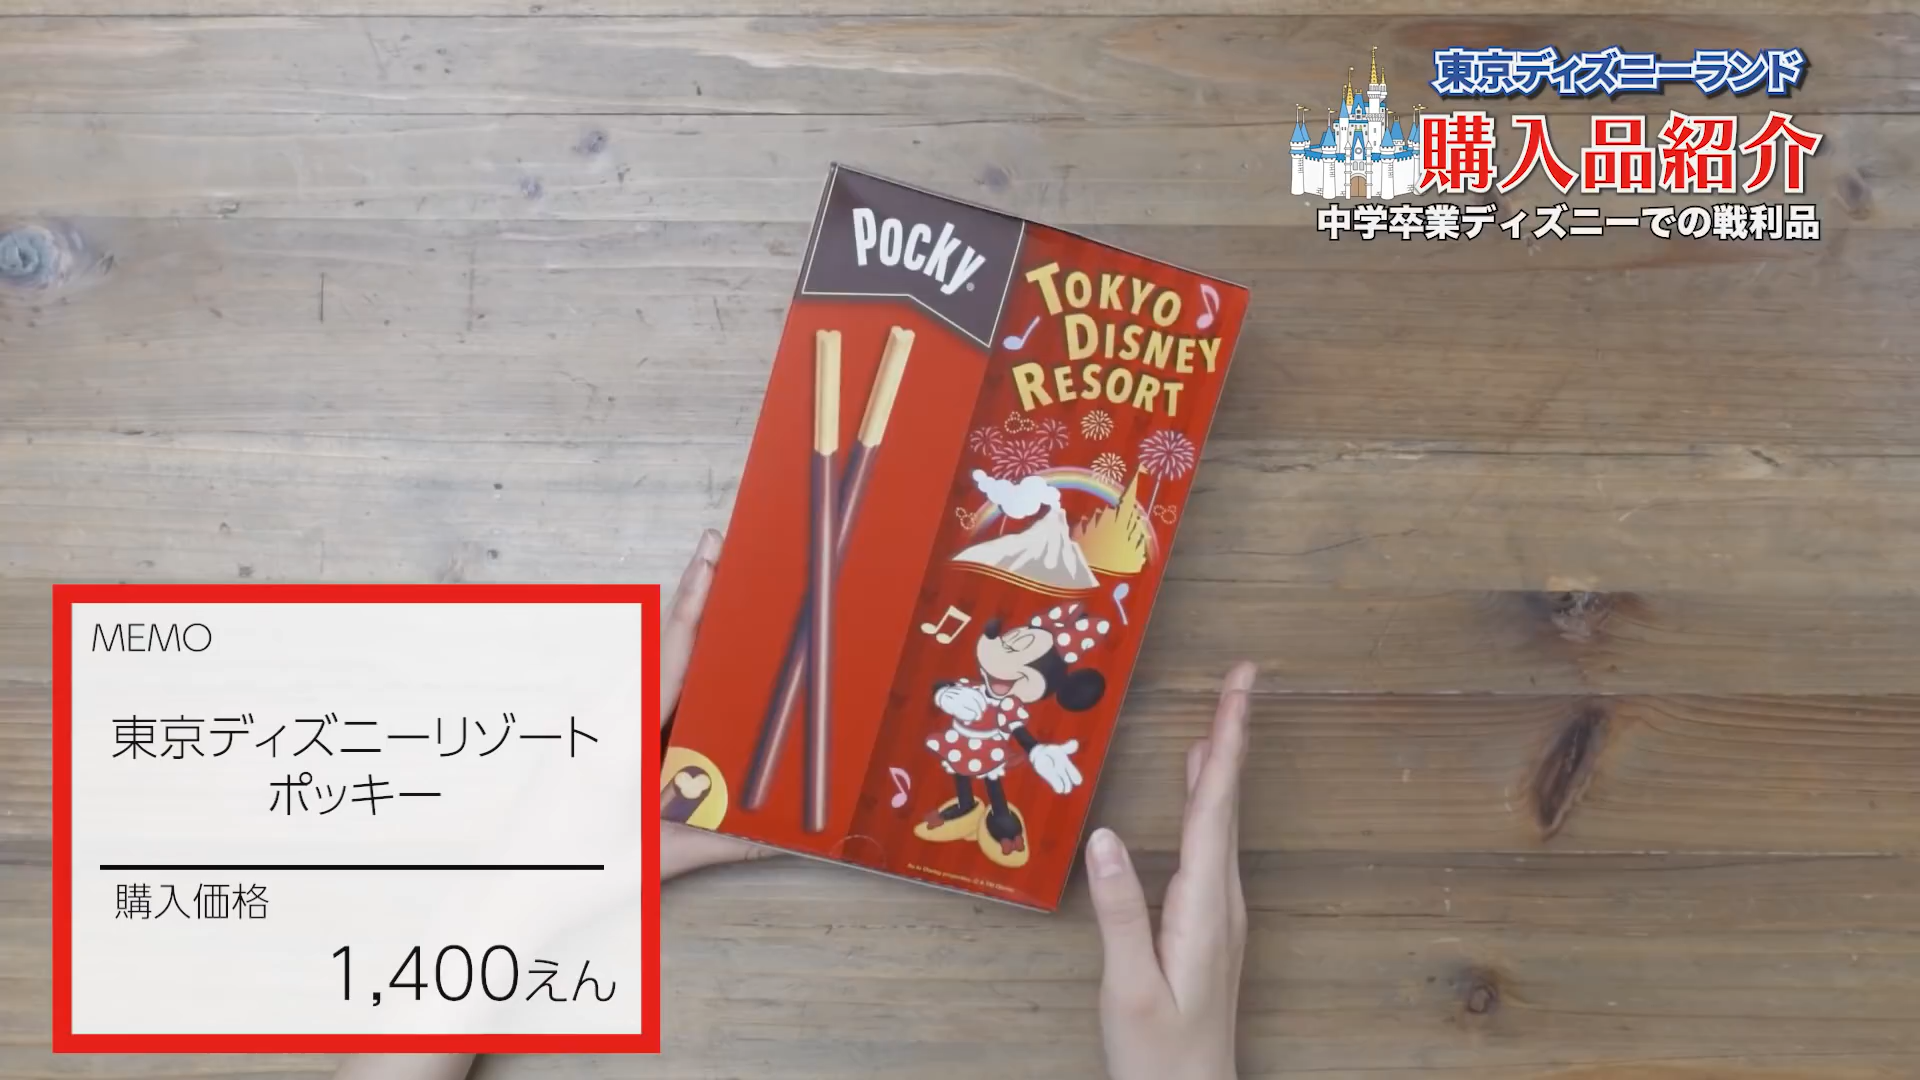 東京ディズニーランド
購入品紹介
中学卒業ディズニーでの戦利品
Pocky®
TOKYO
DISNEY
RESORT
MEMO
東京ディズニーリゾート
ポッキー
購入価格
1,400えん